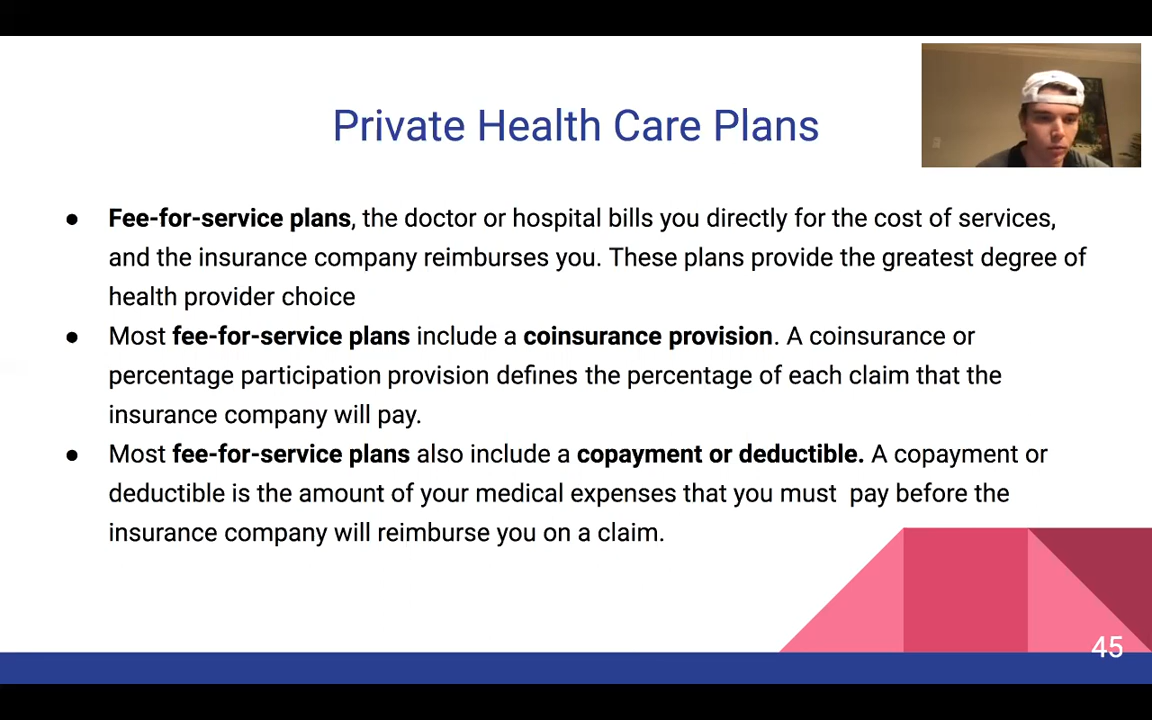 Private Health Care Plans
● Fee-for-service plans, the doctor or hospital bills you directly for the cost of services,
and the insurance company reimburses you. These plans provide the greatest degree of
health provider choice
● Most fee-for-service plans include a coinsurance provision. A coinsurance or
percentage participation provision defines the percentage of each claim that the
insurance company will pay.
● Most fee-for-service plans also include a copayment or deductible. A copayment or
deductible is the amount of your medical expenses that you must  pay before the
insurance company will reimburse you on a claim.
45